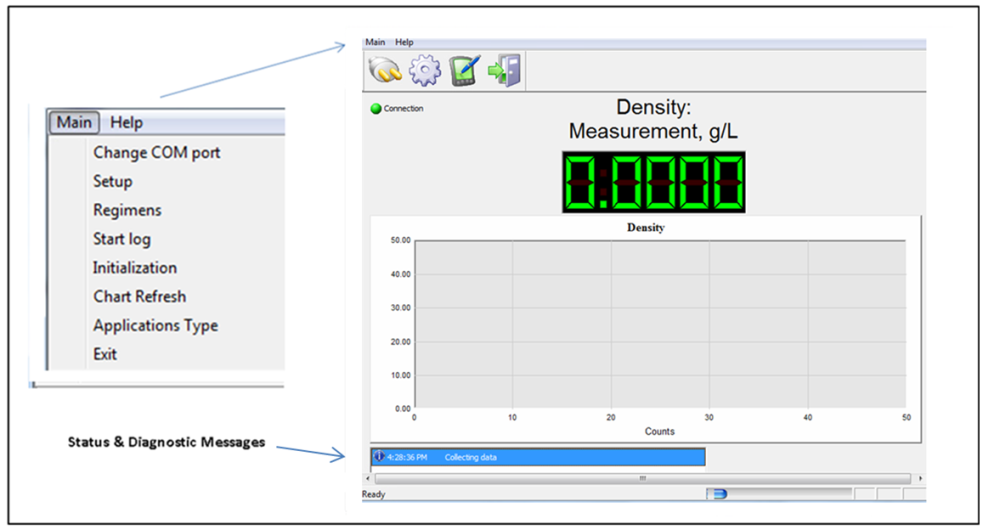 Main Help
Change COM port
Setup
Regimens
Start log
Initialization
Chart Refresh
Applications Type
Exit
Status & Diagnostic Messages
Main Help
Connection
Density:
Measurement, g/L
0.0000
Density
50.00
40.00
30.00
20.00
10.00
0.00
0 10 20 30 40 50
Counts
4:28:36 PM Collecting data
Ready